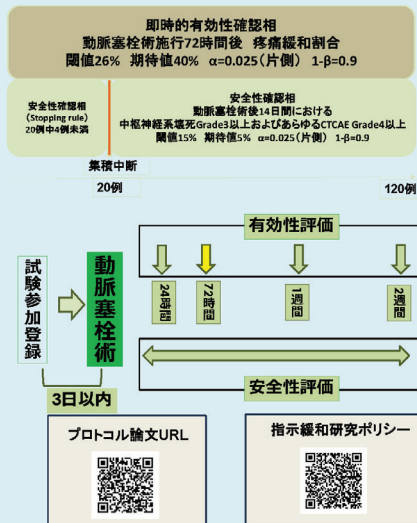 即時的有効性確認相
動脈塞栓術施行72時間後 疼痛緩和割合
閾値26% 期待値40% α=0.025(片側) 1-β=0.9
安全性確認相
(Stopping rule)
20例中4例未満
安全性確認相
動脈塞栓術後14日間における
中枢神経系壊死Grade3以上およびあらゆるCTCAE Grade4以上
閾値15% 期待値5% α=0.025(片側) 1-β=0.9
集積中断
20例
120例
有効性評価
試験参加登録
動脈塞栓術
24時間
72時間
1週間
2週間
安全性評価
3日以内
プロトコル論文URL
指示緩和研究ポリシー